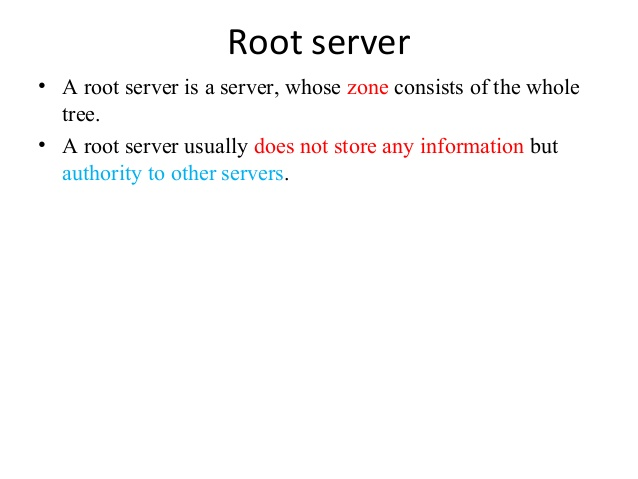 Root server
• A root server is a server, whose zone consists of the whole
tree.
• A root server usually does not store any information but
authority to other servers.